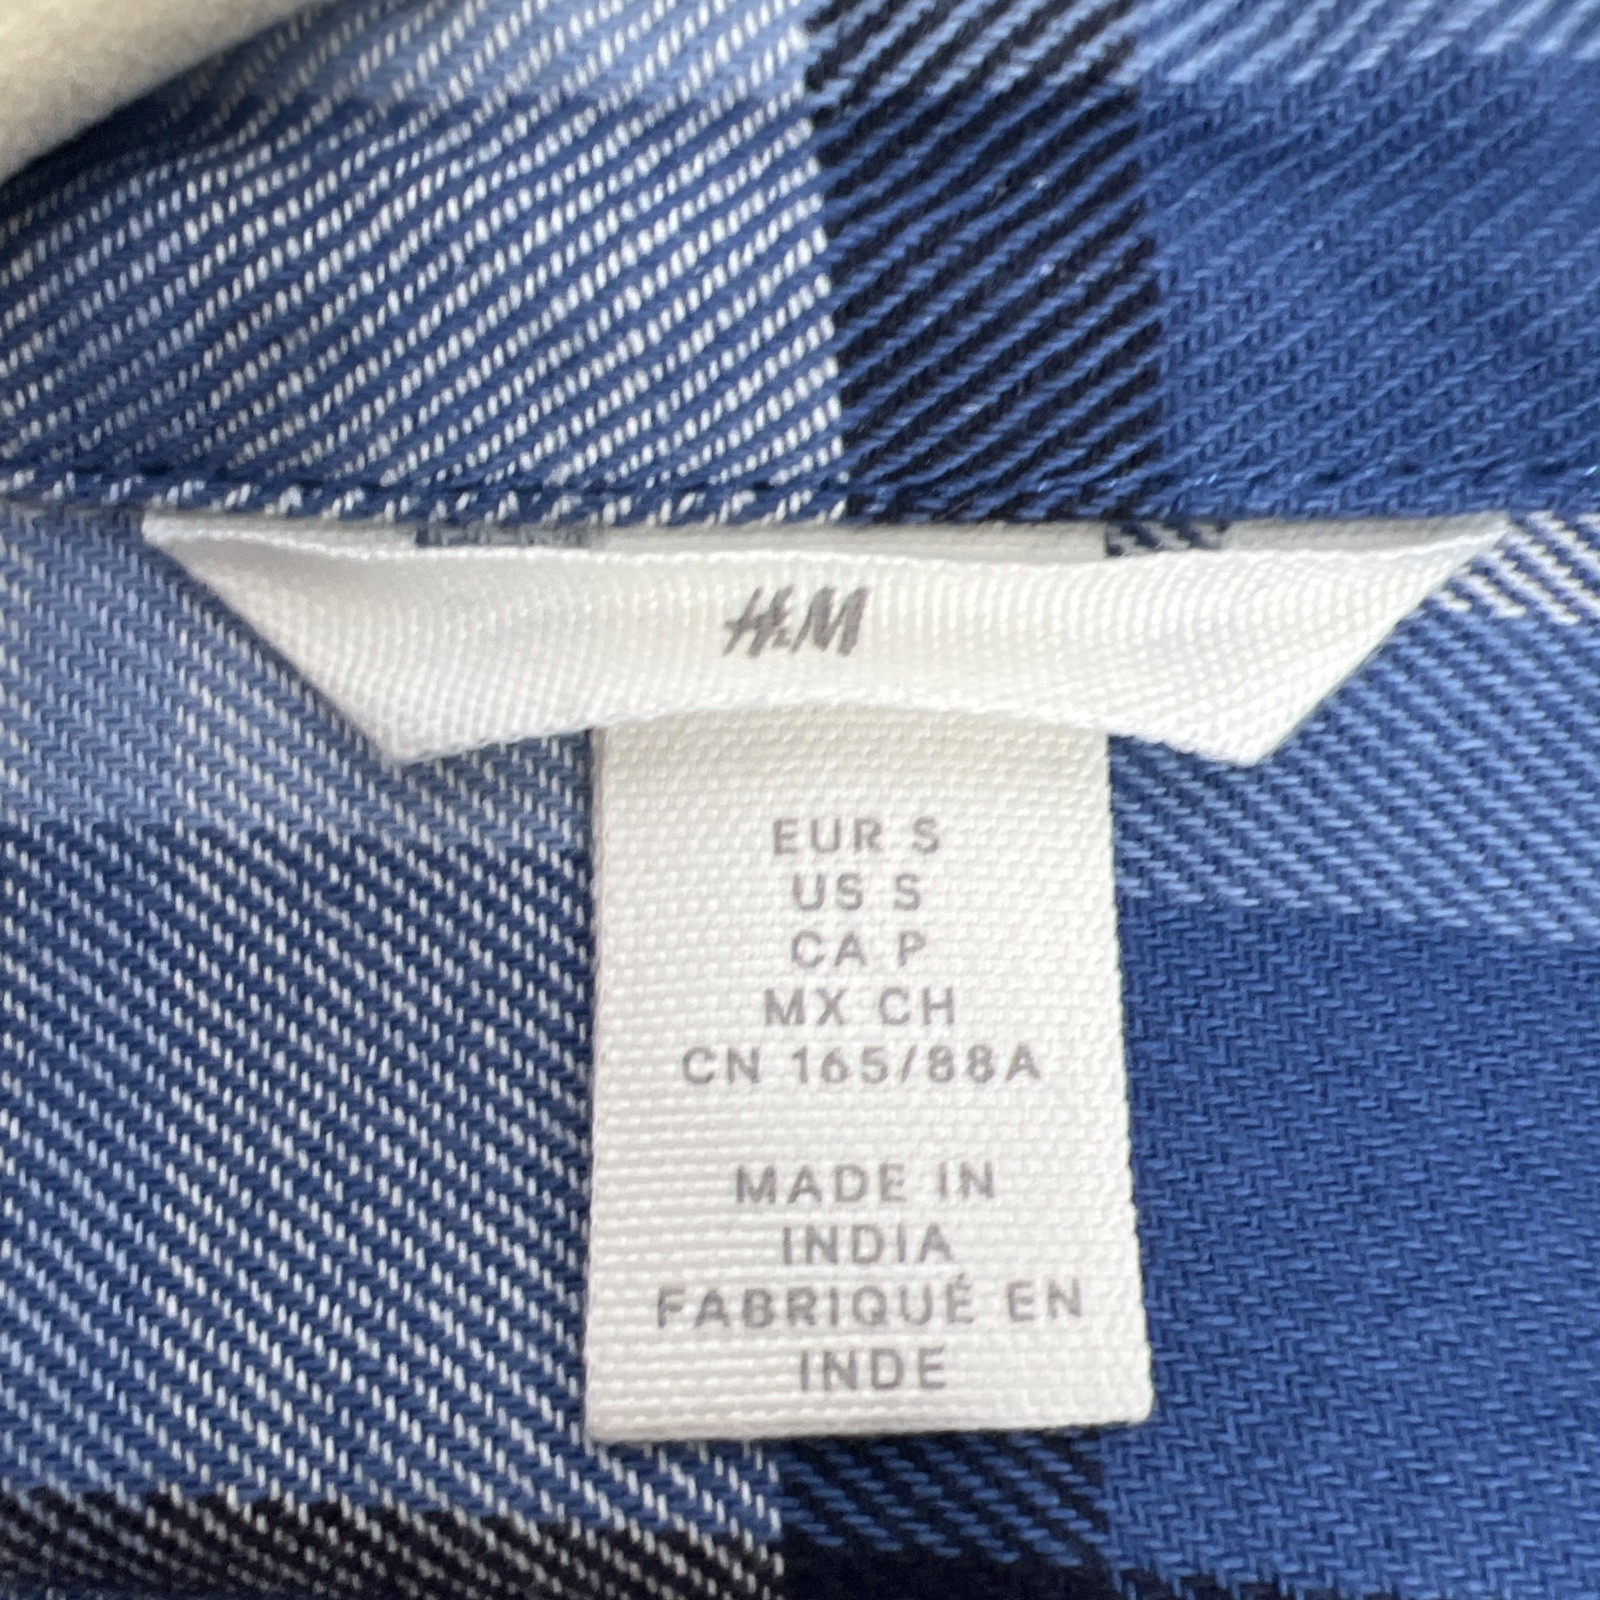 H&M
EUR S
US S
CA P
MX CH
CN 165/88A
MADE IN
INDIA
FABRIQUÉ EN
INDE